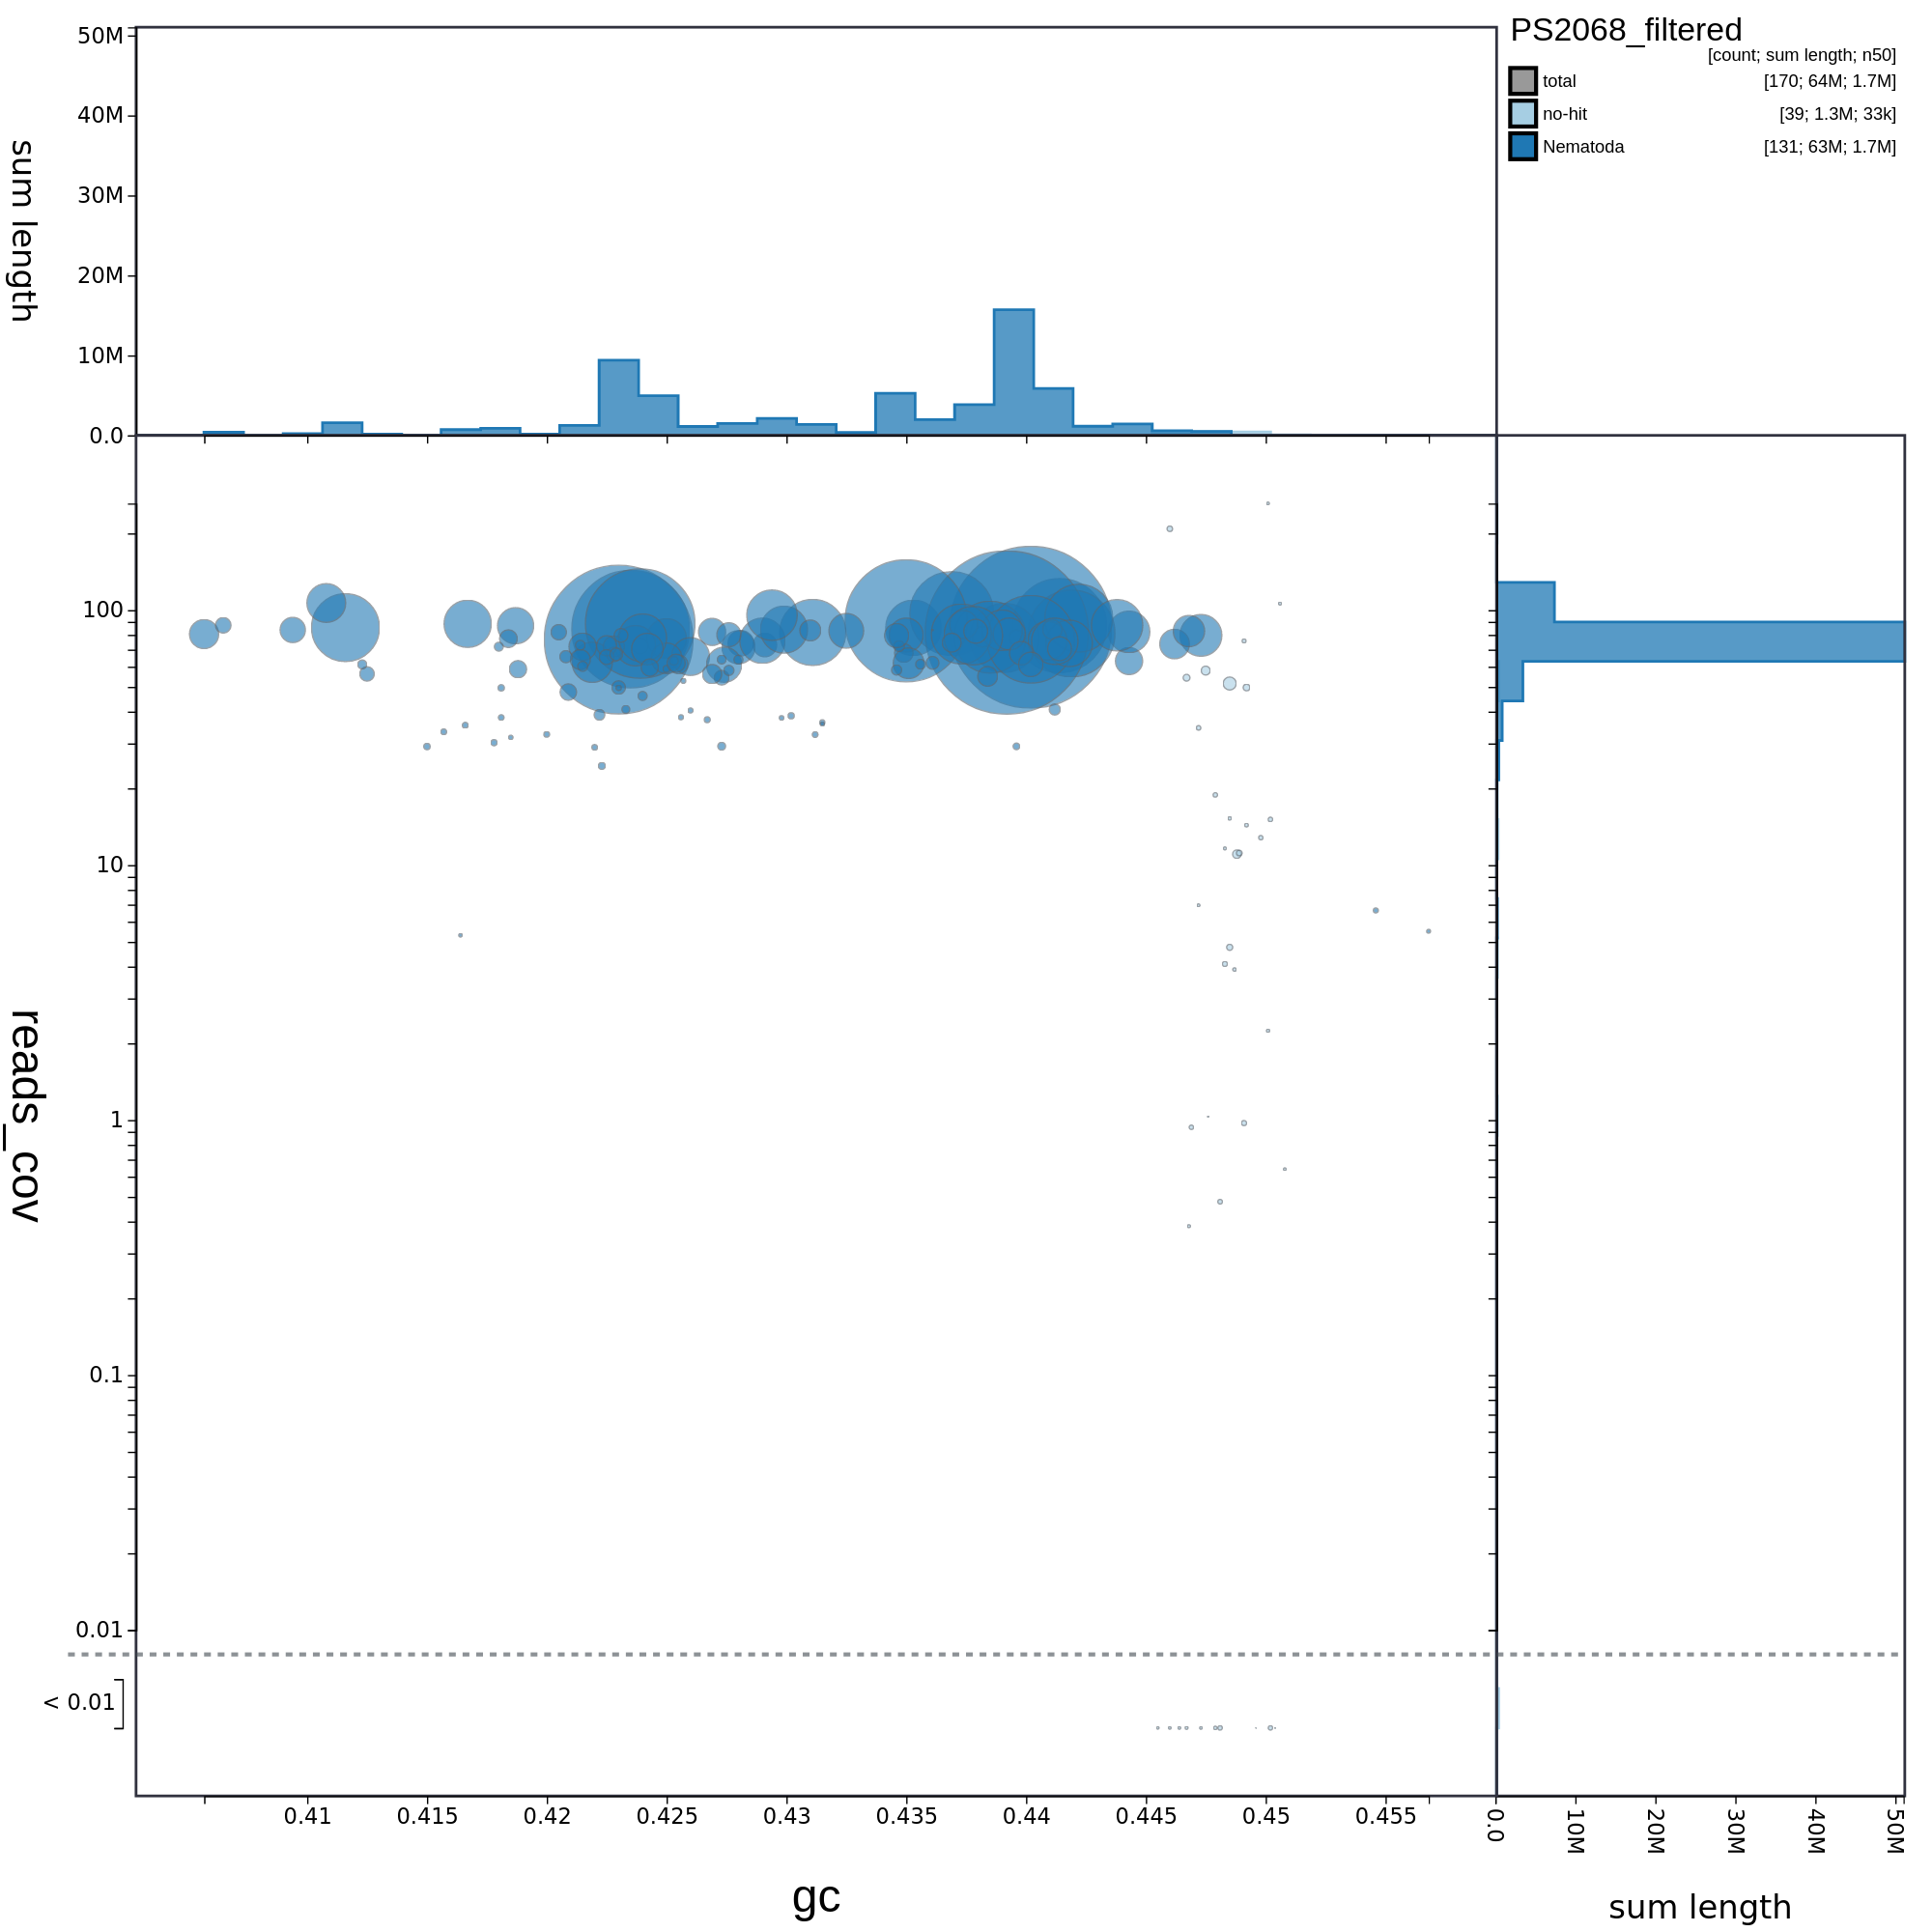 PS2068_filtered
[count; sum length; n50]
total [170; 64M; 1.7M]
no-hit [39; 1.3M; 33k]
Nematoda [131; 63M; 1.7M]
50M
40M
30M
20M
10M
0.0
sum length
100
10
1
0.1
0.01
< 0.01
reads_cov
0.41 0.415 0.42 0.425 0.43 0.435 0.44 0.445 0.45 0.455
gc
0.0 10M 20M 30M 40M 50M
sum length